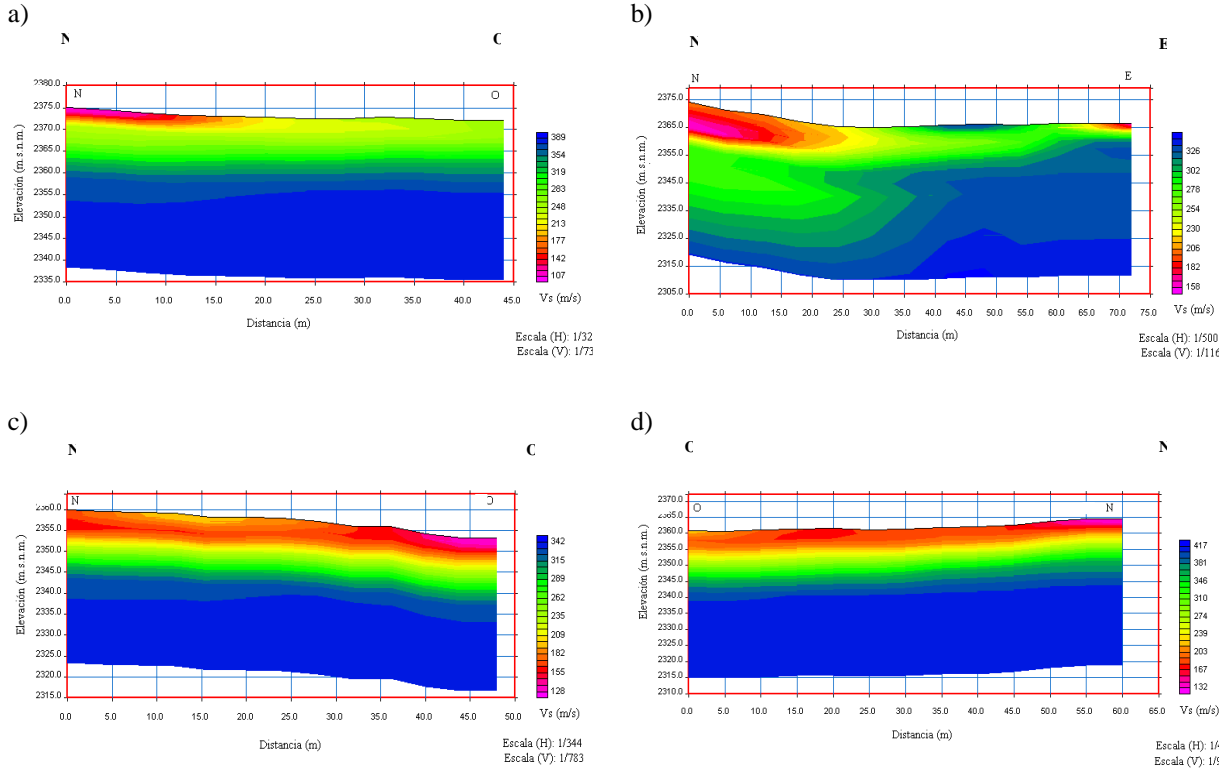 a)
N
N O
2380.0
2375.0
2370.0
2365.0
2360.0
2355.0
2350.0
2345.0
2340.0
2335.0
Elevación (m.s.n.m.)
0.0 5.0 10.0 15.0 20.0 25.0 30.0 35.0 40.0 45.0
Distancia (m)
389
354
319
283
248
213
177
142
107
Vs (m/s)
Escala (H): 1/32
Escala (V): 1/73
b)
N E
N E
2375.0
2365.0
2355.0
2345.0
2335.0
2325.0
2315.0
2305.0
Elevación (m.s.n.m.)
0.0 5.0 10.0 15.0 20.0 25.0 30.0 35.0 40.0 45.0 50.0 55.0 60.0 65.0 70.0 75.0
Distancia (m)
326
302
278
254
230
205
182
158
Vs (m/s)
Escala (H): 1/500
Escala (V): 1/116
c)
N
N
2360.0
2355.0
2350.0
2345.0
2340.0
2335.0
2330.0
2325.0
2320.0
2315.0
Elevación (m.s.n.m.)
0.0 5.0 10.0 15.0 20.0 25.0 30.0 35.0 40.0 45.0 50.0
Distancia (m)
342
315
289
262
235
209
182
155
128
Vs (m/s)
Escala (H): 1/344
Escala (V): 1/783
d)
N
O N
2370.0
2365.0
2360.0
2355.0
2350.0
2345.0
2340.0
2335.0
2330.0
2325.0
2320.0
2315.0
2310.0
Elevación (m.s.n.m.)
0.0 5.0 10.0 15.0 20.0 25.0 30.0 35.0 40.0 45.0 50.0 55.0 60.0 65.0
Distancia (m)
417
381
346
310
274
239
203
167
132
Vs (m/s)
Escala (H): 1/
Escala (V): 1/